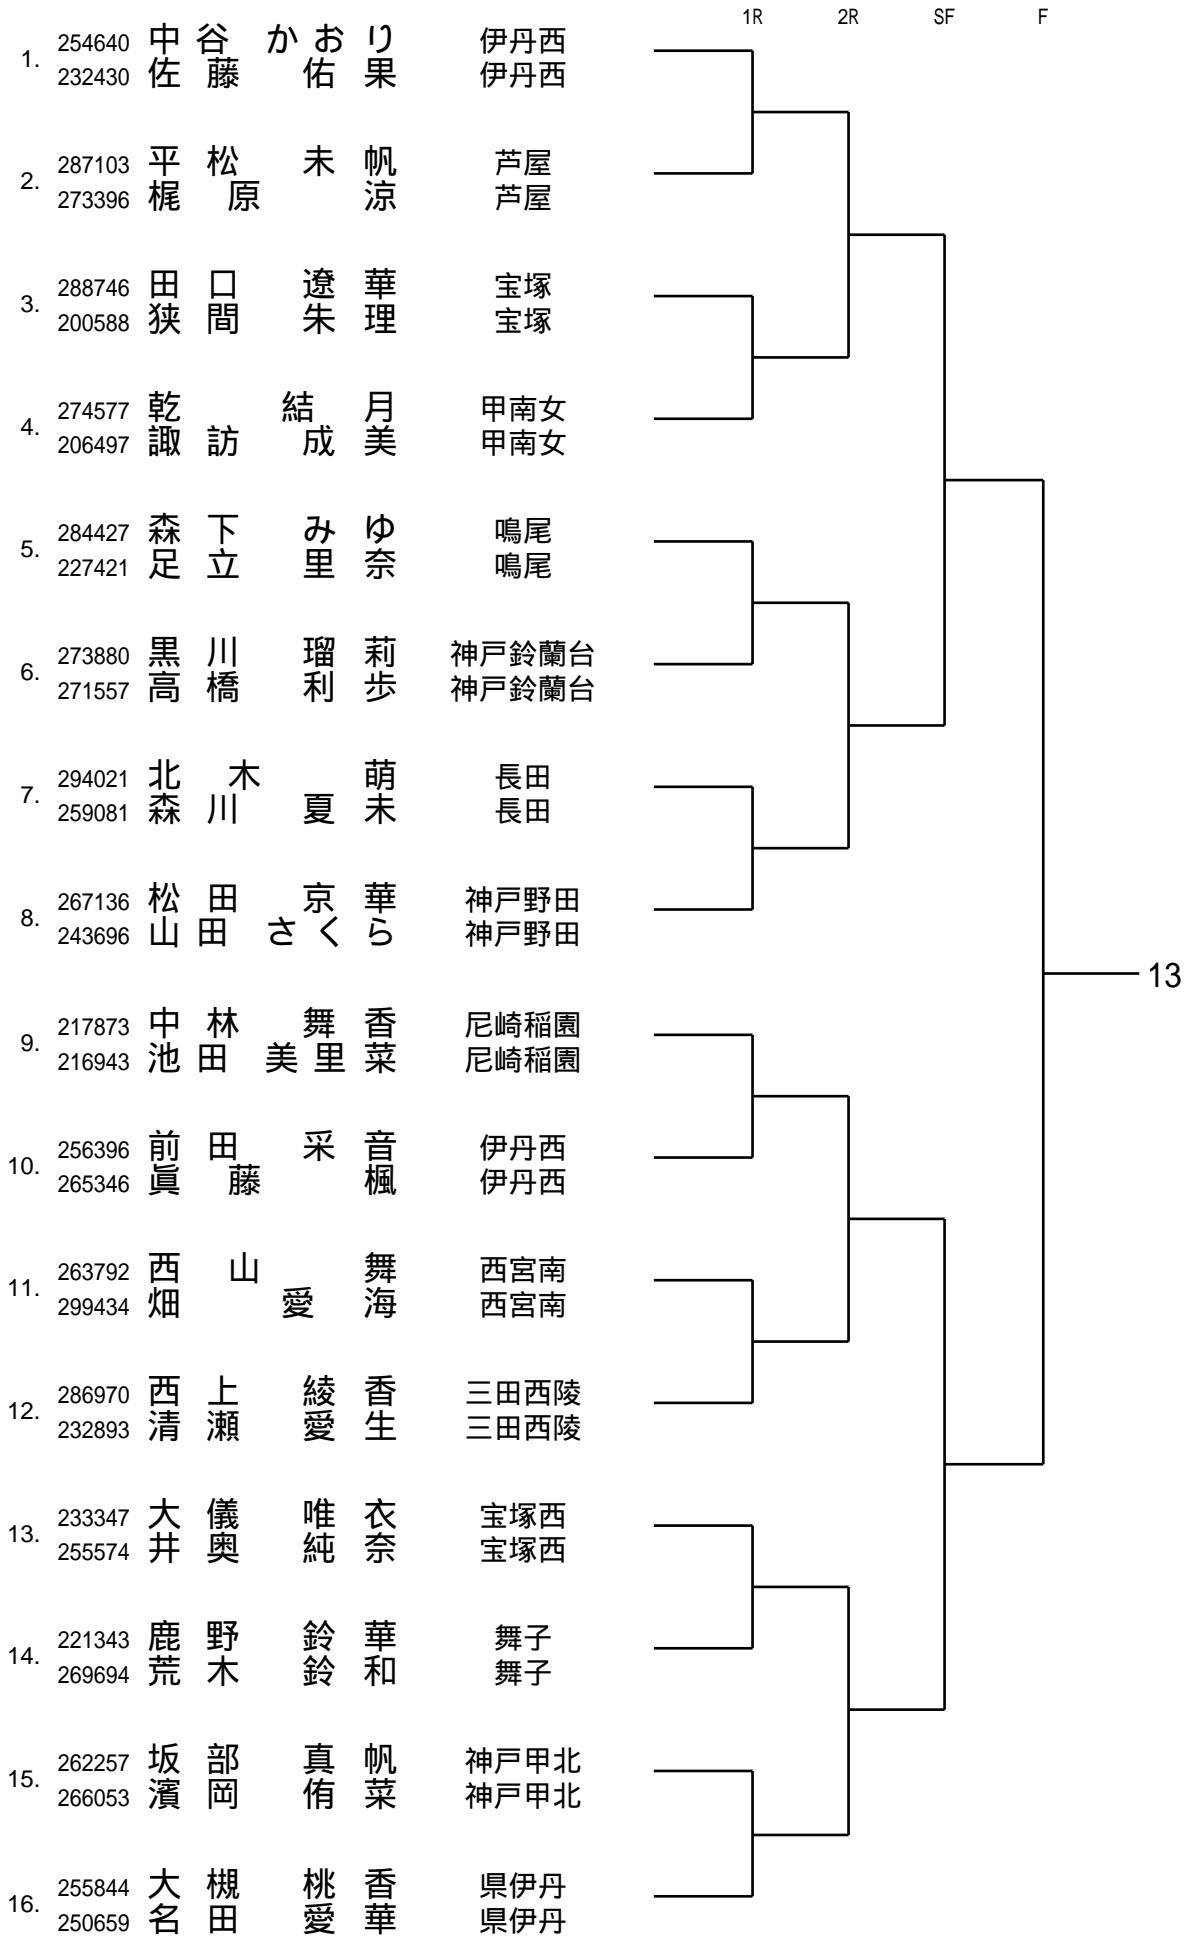 1R 2R SF F
1. 254640 中谷 かおり 伊丹西
232430 佐藤 佑果 伊丹西
2. 287103 平松 未帆 芦屋
273396 梶原 涼 芦屋
3. 288746 田口 遼華 宝塚
200588 狭間 朱理 宝塚
4. 274577 乾 結月 甲南女
206497 諏訪 成美 甲南女
5. 284427 森下 みゆ 鳴尾
227421 足立 里奈 鳴尾
6. 273880 黒川 瑠莉 神戸鈴蘭台
271557 高橋 利歩 神戸鈴蘭台
7. 294021 北木 萌 長田
259081 森川 夏未 長田
8. 267136 松田 京華 神戸野田
243696 山田 さくら 神戸野田
13
9. 217873 中林 舞香 尼崎稲園
216943 池田 美里菜 尼崎稲園
10. 256396 前田 采音 伊丹西
265346 眞藤 楓 伊丹西
11. 263792 西山 舞 西宮南
299434 畑 愛海 西宮南
12. 286970 西上 綾香 三田西陵
232893 清瀬 愛生 三田西陵
13. 233347 大儀 唯衣 宝塚西
255574 井奥 純奈 宝塚西
14. 221343 鹿野 鈴華 舞子
269694 荒木 鈴和 舞子
15. 262257 坂部 真帆 神戸甲北
266053 濱岡 侑菜 神戸甲北
16. 255844 大槻 桃香 県伊丹
250659 名田 愛華 県伊丹